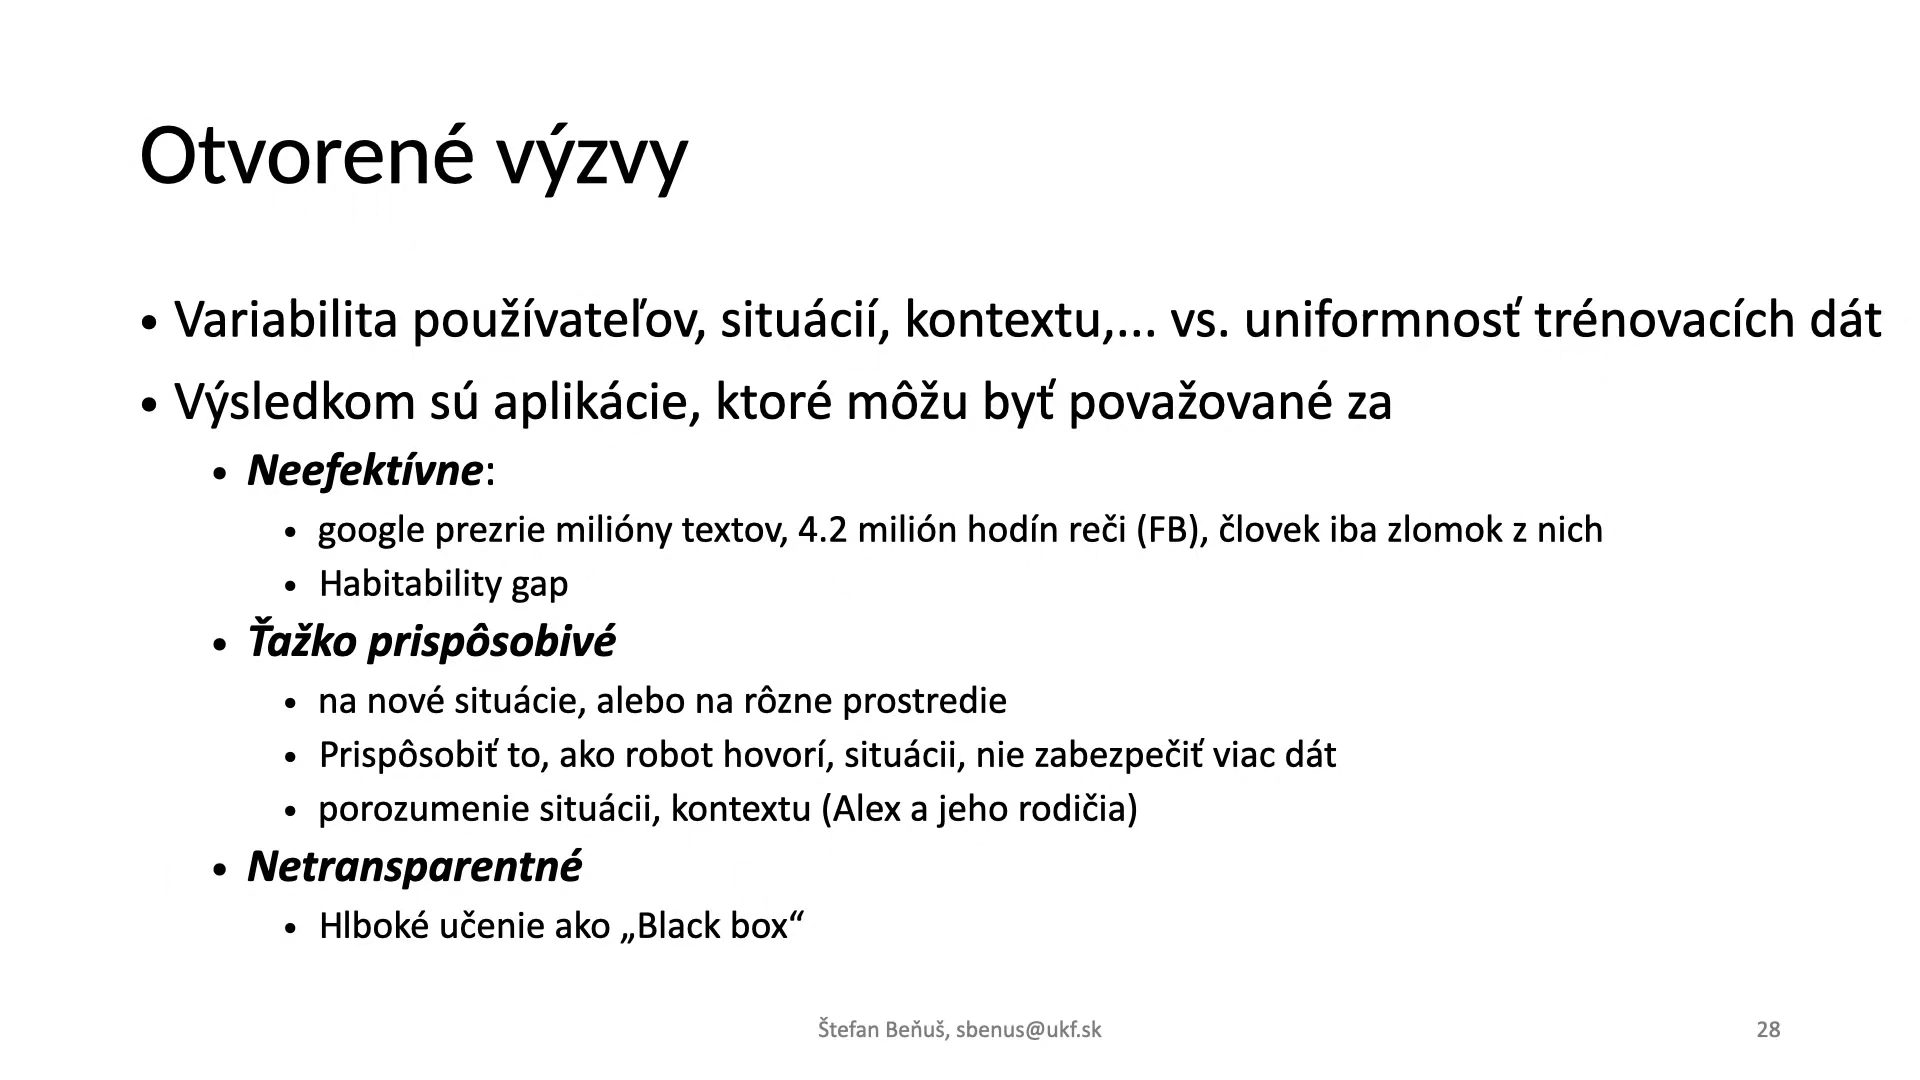 Otvorené výzvy
• Variabilita používateľov, situácií, kontextu,... vs. uniformnosť trénovacích dát
• Výsledkom sú aplikácie, ktoré môžu byť považované za
• Neefektívne:
• google prezrie milióny textov, 4.2 milión hodín reči (FB), človek iba zlomok z nich
• Habitability gap
• Ťažko prispôsobivé
• na nové situácie, alebo na rôzne prostredie
• Prispôsobiť to, ako robot hovorí, situácii, nie zabezpečiť viac dát
• porozumenie situácii, kontextu (Alex a jeho rodičia)
• Netransparentné
• Hlboké učenie ako „Black box“
Štefan Beňuš, sbenus@ukf.sk
28